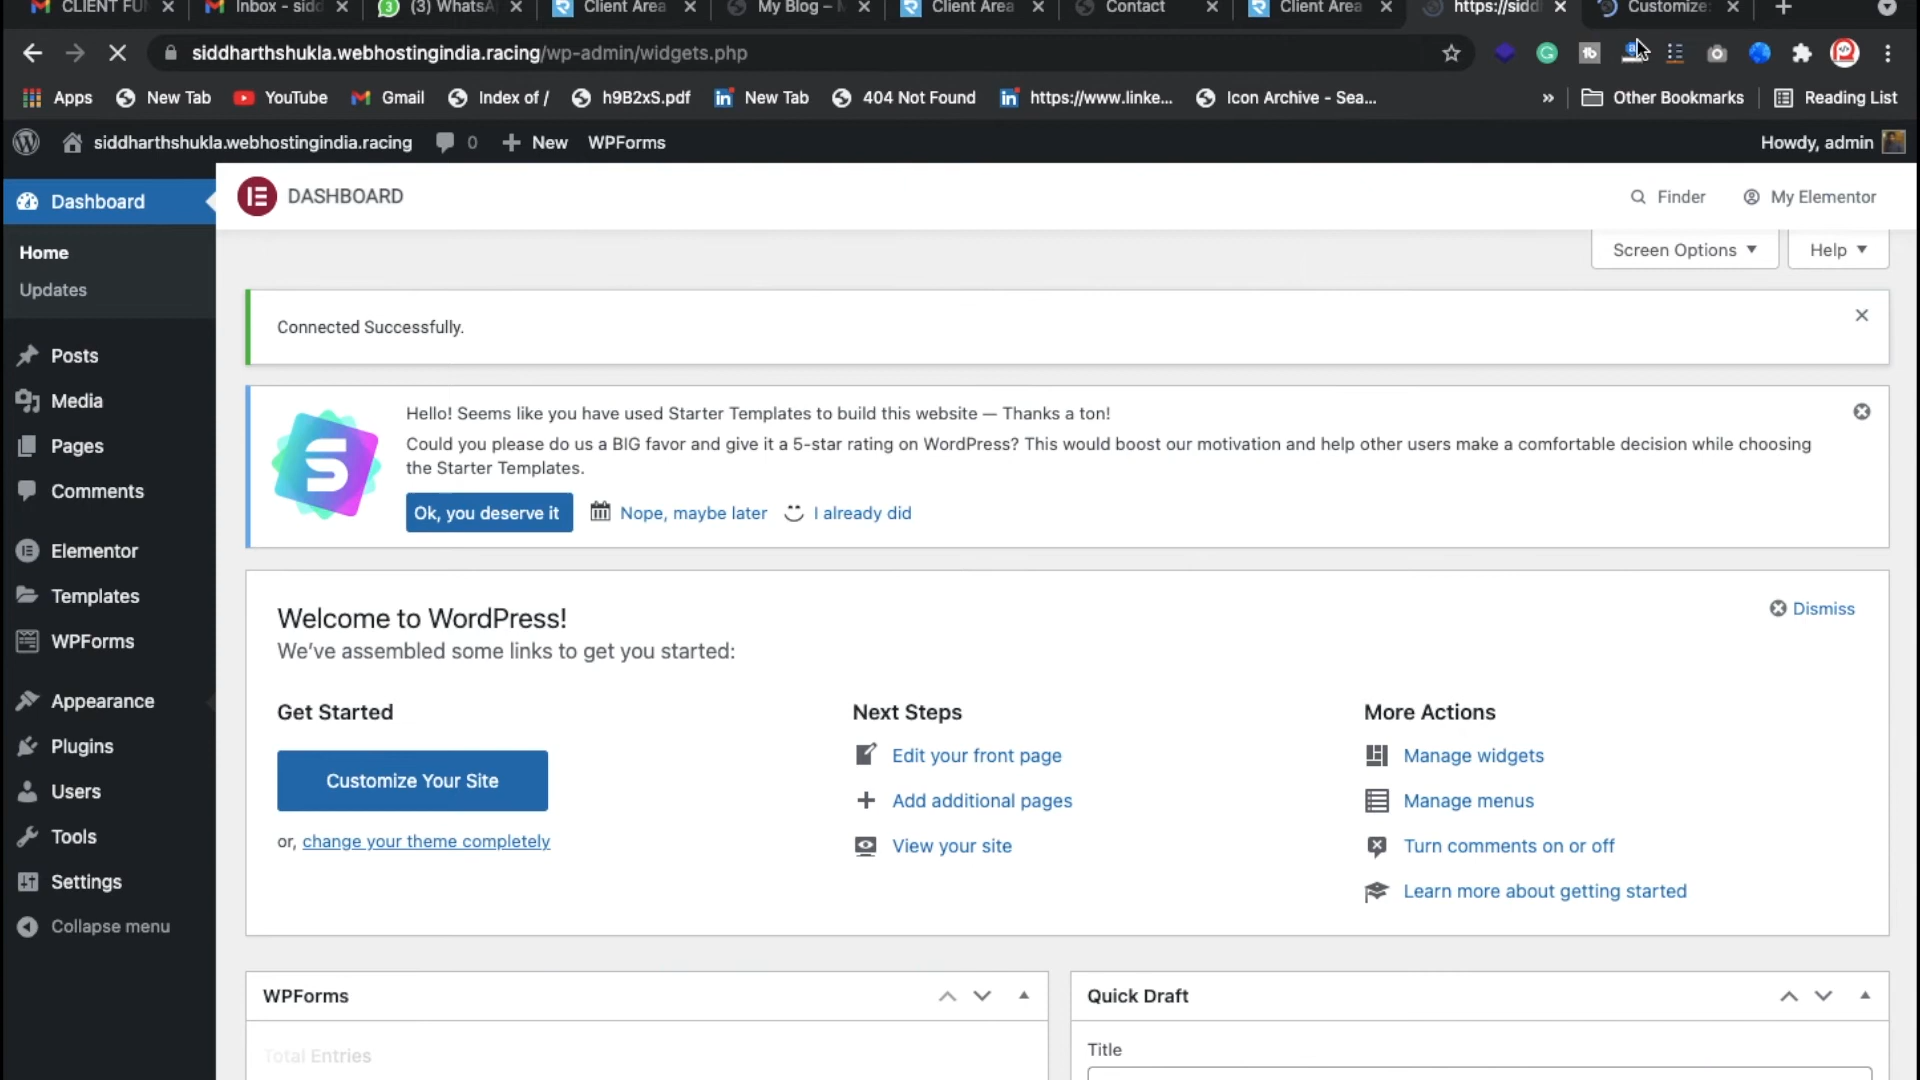 CLIENT FUN
Inbox - sidd
(3) WhatsA
Client Area
My Blog –
Client Area
Contact
Client Area
https://sidd
Customize:
siddharthshukla.webhostingindia.racing/wp-admin/widgets.php
Apps
New Tab
YouTube
Gmail
Index of /
h9B2xS.pdf
New Tab
404 Not Found
https://www.linke...
Icon Archive - Sea...
»
Other Bookmarks
Reading List
siddharthshukla.webhostingindia.racing
0
New
WPForms
Howdy, admin
Dashboard
DASHBOARD
Finder
My Elementor
Home
Updates
Screen Options
Help
Connected Successfully.
Posts
Media
Pages
Comments
Elementor
Templates
WPForms
Appearance
Plugins
Users
Tools
Settings
Collapse menu
Hello! Seems like you have used Starter Templates to build this website — Thanks a ton!
Could you please do us a BIG favor and give it a 5-star rating on WordPress? This would boost our motivation and help other users make a comfortable decision while choosing
the Starter Templates.
Ok, you deserve it
Nope, maybe later
I already did
Welcome to WordPress!
Dismiss
We've assembled some links to get you started:
Get Started
Customize Your Site
or, change your theme completely
Next Steps
Edit your front page
Add additional pages
View your site
More Actions
Manage widgets
Manage menus
Turn comments on or off
Learn more about getting started
WPForms
Total Entries
Quick Draft
Title